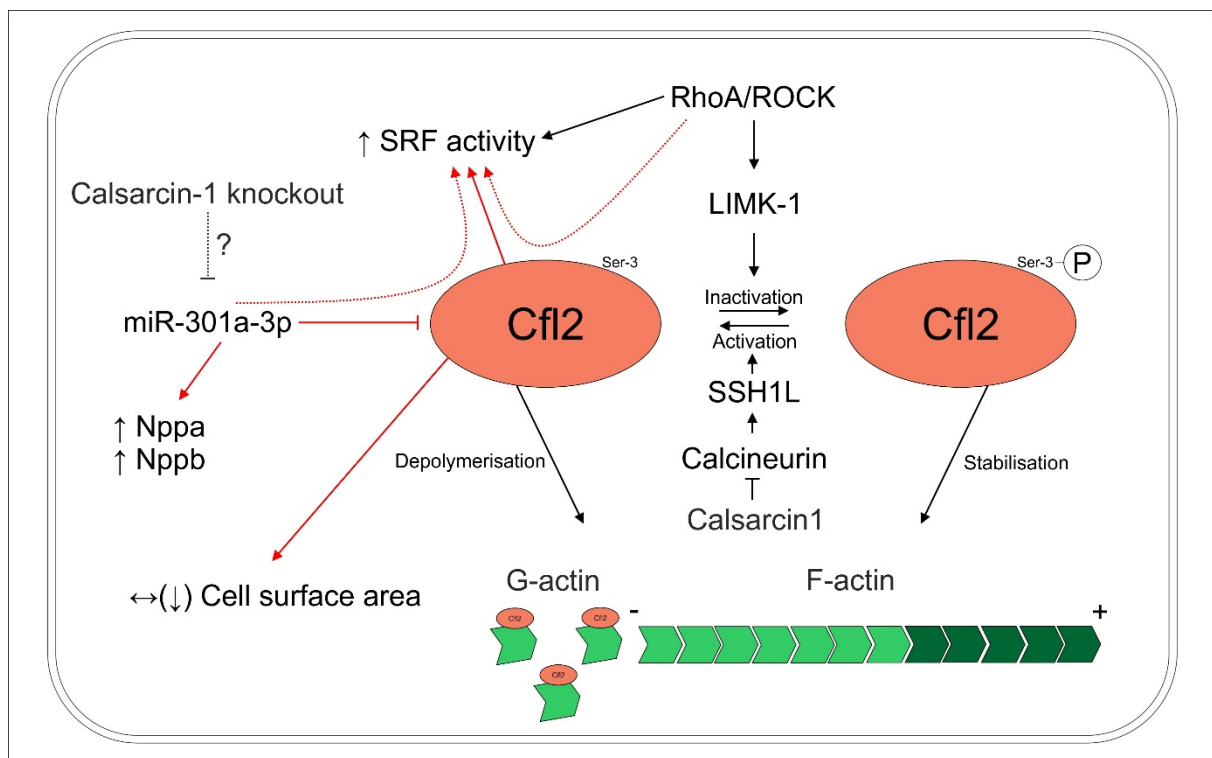 RhoA/ROCK
↑ SRF activity
Calsarcin-1 knockout
LIMK-1
?
Ser-3
Ser-3
P
Inactivation
miR-301a-3p
Cfl2
Cfl2
Activation
SSH1L
↑ Nppa
↑ Nppb
Depolymerisation
Calcineurin
Stabilisation
Calsarcin1
↔(↓) Cell surface area
G-actin
F-actin
-
+
Cfl2
Cfl2
Cfl2